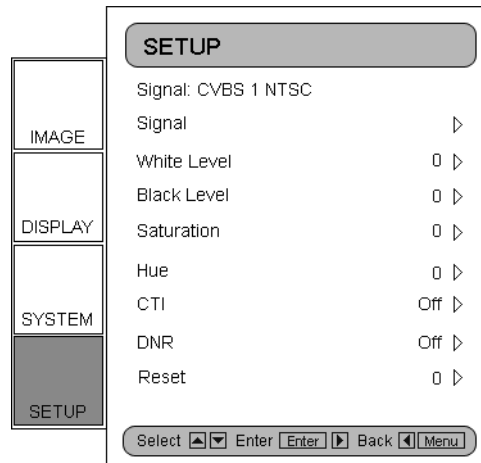 SETUP
Signal: CVBS 1 NTSC
Signal
White Level 0
Black Level 0
Saturation 0
Hue 0
CTI Off
DNR Off
Reset 0
IMAGE
DISPLAY
SYSTEM
SETUP
Select Enter Enter Back Menu